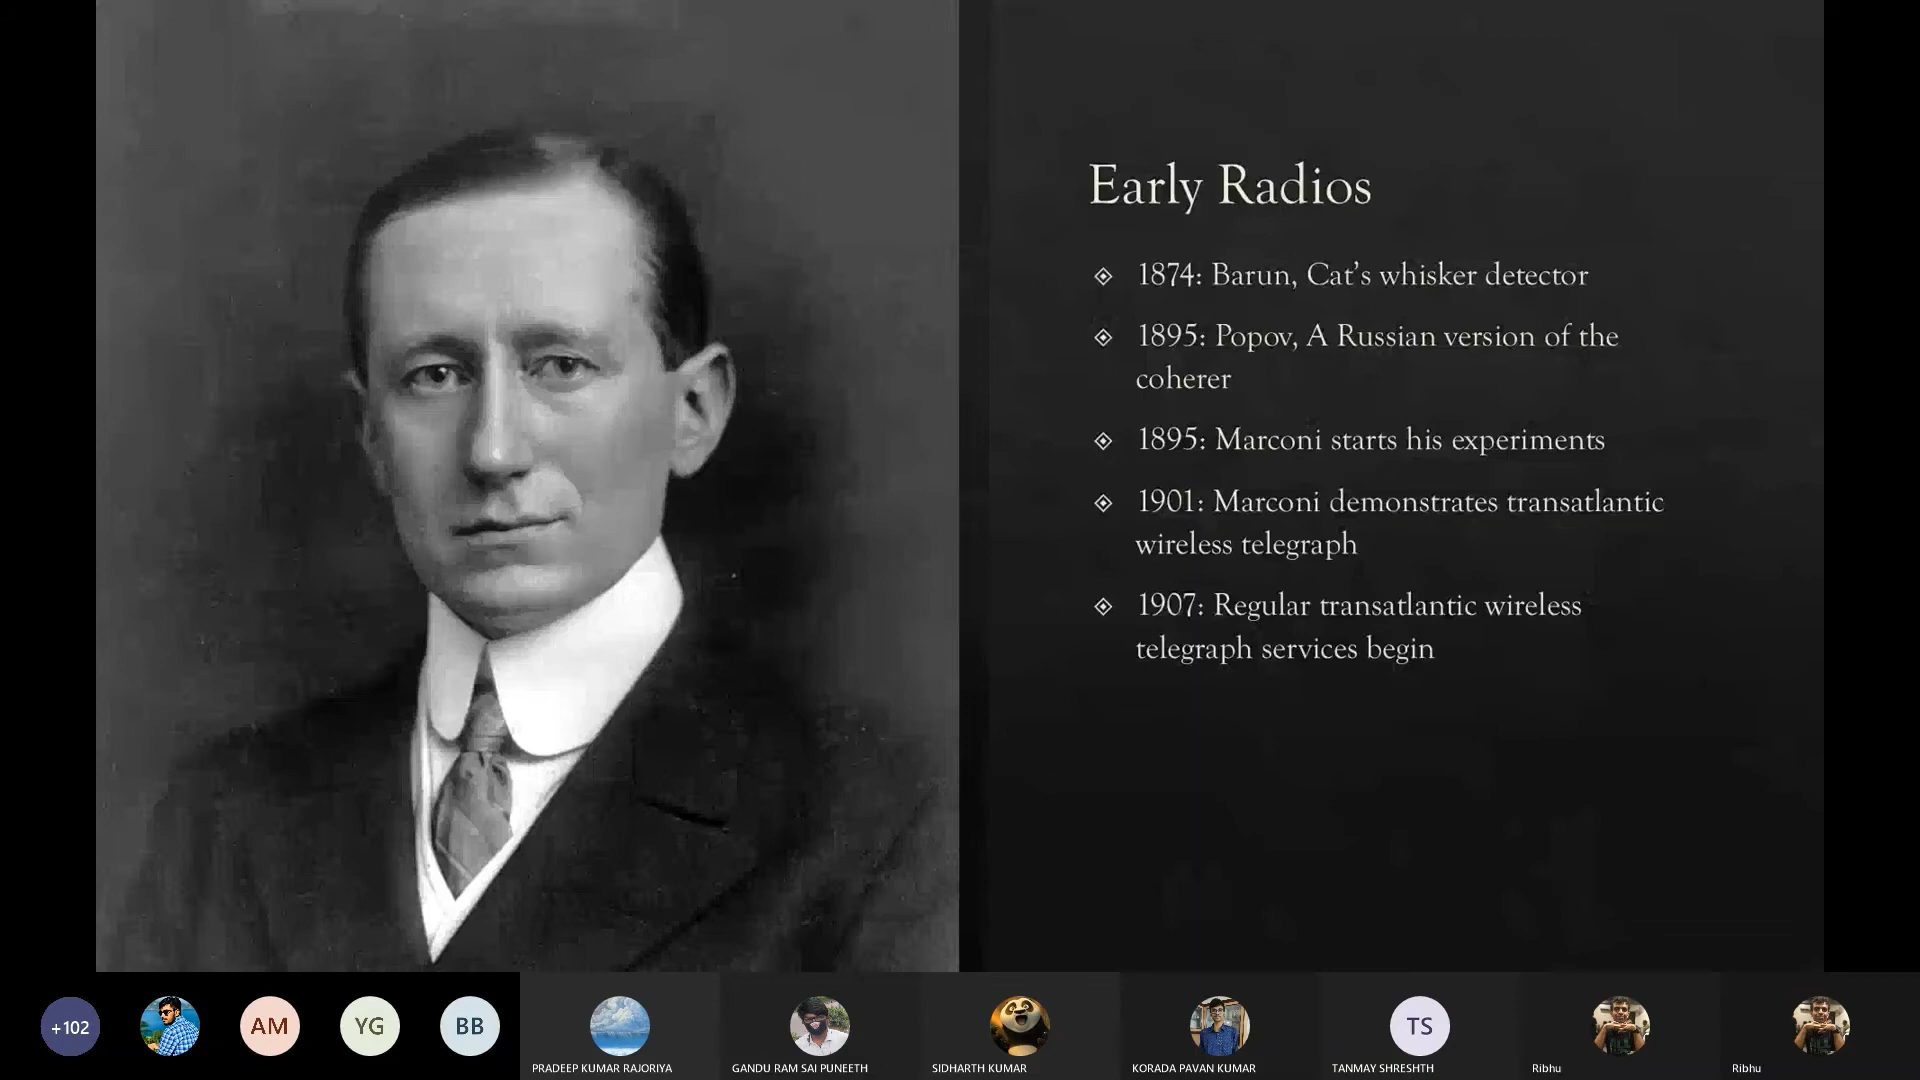 Early Radios
1874: Barun, Cat's whisker detector
1895: Popov, A Russian version of the
coherer
1895: Marconi starts his experiments
1901: Marconi demonstrates transatlantic
wireless telegraph
1907: Regular transatlantic wireless
telegraph services begin
+102
AM
YG
BB
TS
PRADEEP KUMAR RAJORIYA
GANDU RAM SAI PUNEETH
SIDHARTH KUMAR
KORADA PAVAN KUMAR
TANMAY SHRESHTH
Ribhu
Ribhu